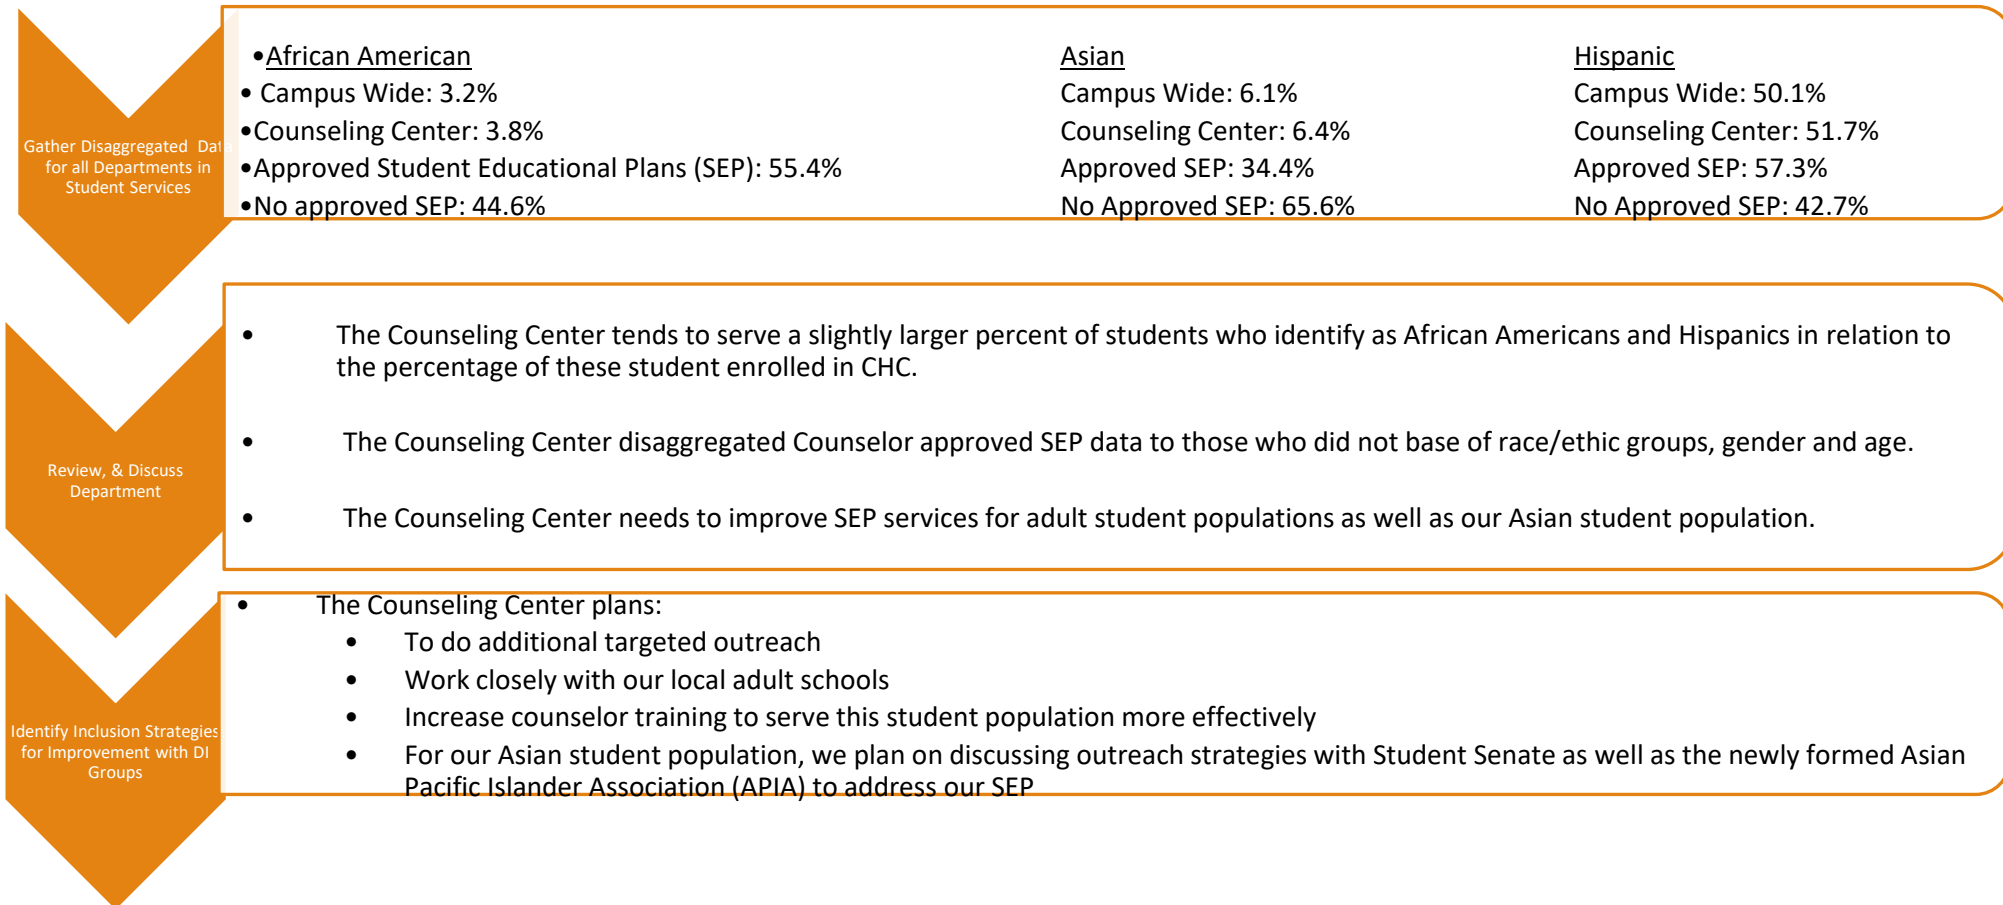 Gather Disaggregated Data
for all Departments in
Student Services
•African American
• Campus Wide: 3.2%
•Counseling Center: 3.8%
•Approved Student Educational Plans (SEP): 55.4%
•No approved SEP: 44.6%
Asian
Campus Wide: 6.1%
Counseling Center: 6.4%
Approved SEP: 34.4%
No Approved SEP: 65.6%
Hispanic
Campus Wide: 50.1%
Counseling Center: 51.7%
Approved SEP: 57.3%
No Approved SEP: 42.7%
Review, & Discuss
Department
• The Counseling Center tends to serve a slightly larger percent of students who identify as African Americans and Hispanics in relation to
the percentage of these student enrolled in CHC.
• The Counseling Center disaggregated Counselor approved SEP data to those who did not base of race/ethic groups, gender and age.
• The Counseling Center needs to improve SEP services for adult student populations as well as our Asian student population.
Identify Inclusion Strategies
for Improvement with DI
Groups
• The Counseling Center plans:
• To do additional targeted outreach
• Work closely with our local adult schools
• Increase counselor training to serve this student population more effectively
• For our Asian student population, we plan on discussing outreach strategies with Student Senate as well as the newly formed Asian
Pacific Islander Association (APIA) to address our SEP